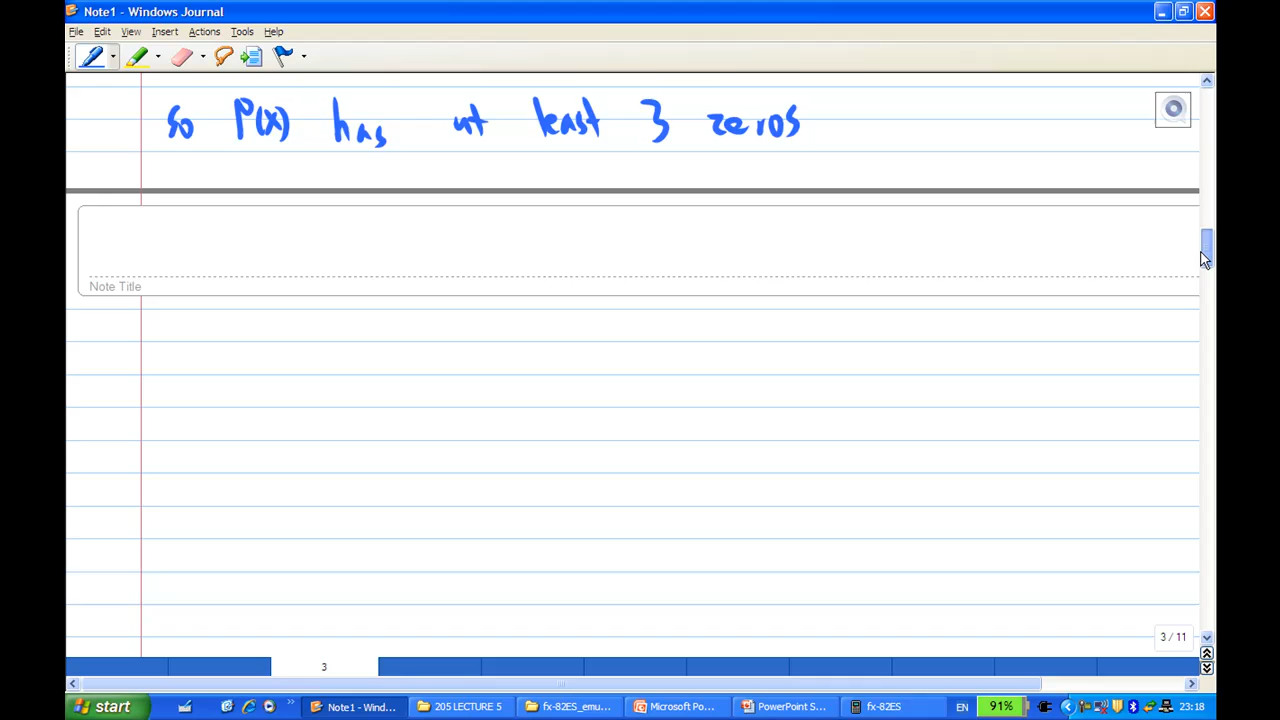 Note1 - Windows Journal
File Edit View Insert Actions Tools Help
So P(x) has at least 3 zeros
Note Title
3 / 11
3
start
Note1 - Wind...
205 LECTURE 5
fx-82ES_emu...
Microsoft Po...
PowerPoint S...
fx-82ES
EN
91%
23:18